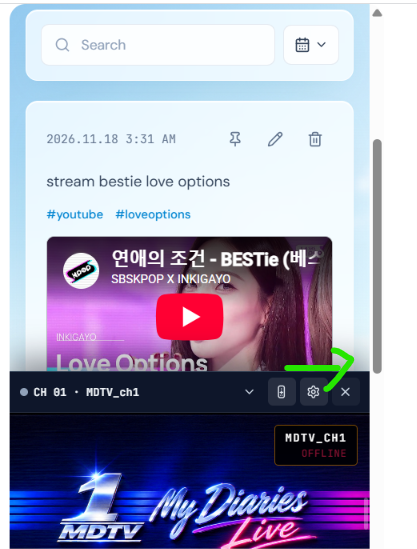 Search
2026.11.18 3:31 AM
stream bestie love options
#youtube #loveoptions
연애의 조건 - BESTie (베스
SBSKPOP X INKIGAYO
INKIGAYO
Love Options
CH 01 · MDTV_ch1
MDTV_CH1
OFFLINE
1
MDTV
My Diaries
Live